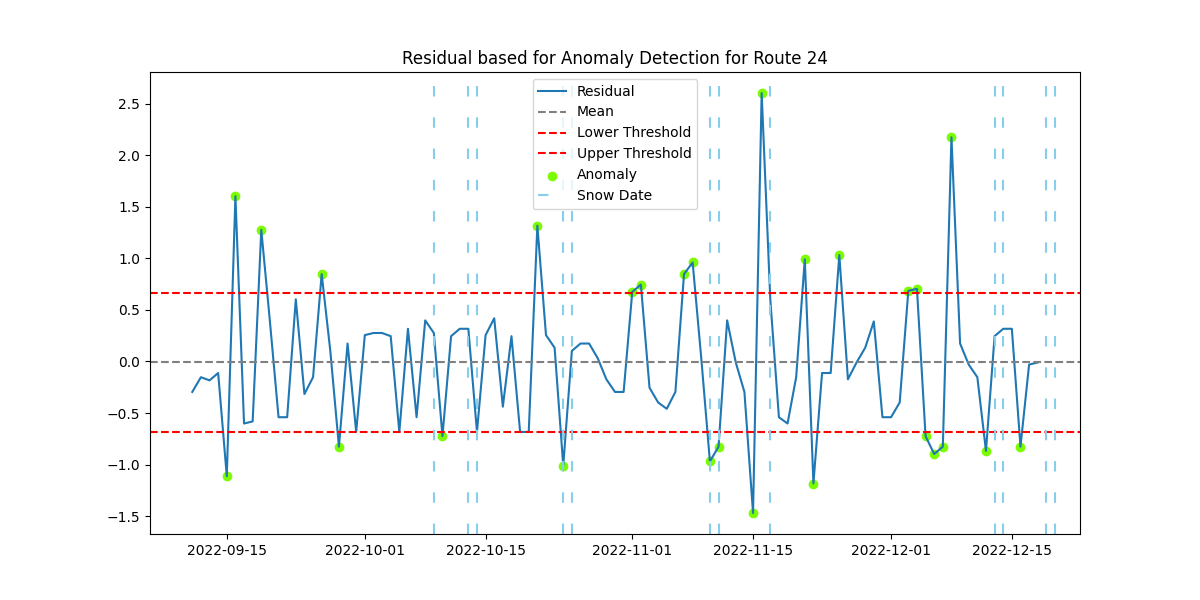 Residual based for Anomaly Detection for Route 24
Residual
Mean
Lower Threshold
Upper Threshold
Anomaly
Snow Date
2.5
2.0
1.5
1.0
0.5
0.0
−0.5
−1.0
−1.5
2022-09-15
2022-10-01
2022-10-15
2022-11-01
2022-11-15
2022-12-01
2022-12-15